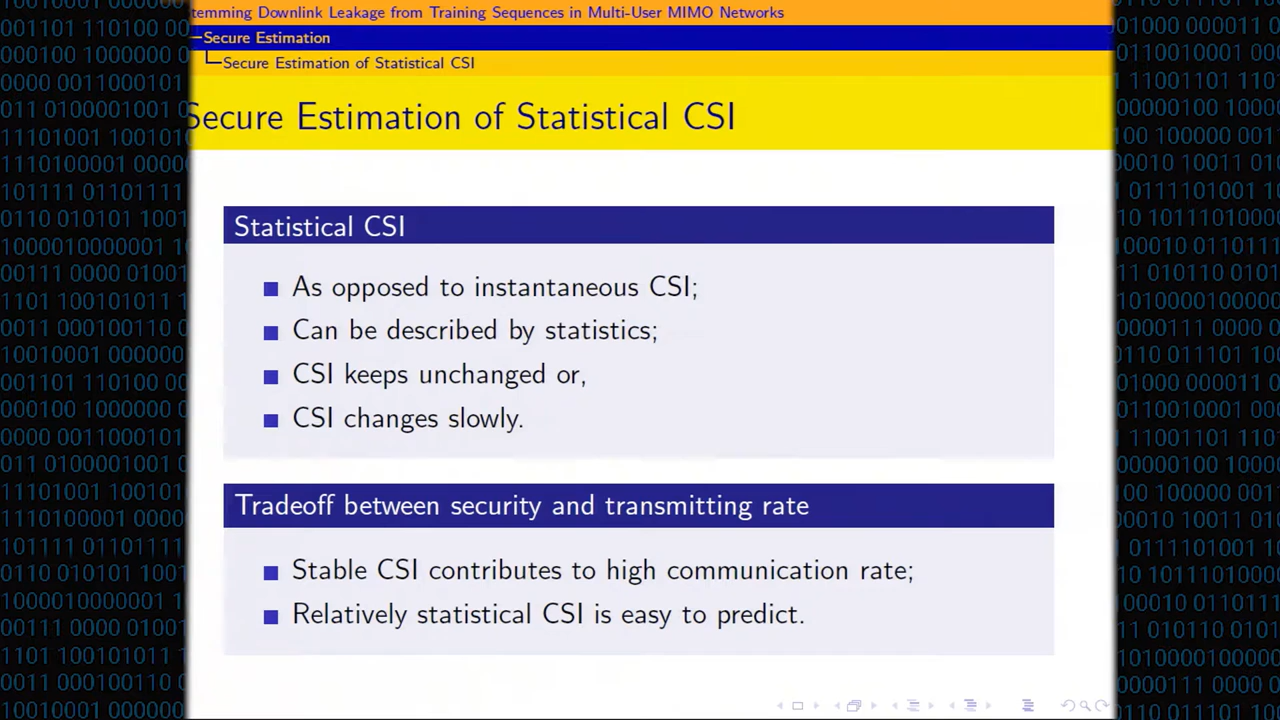 temming Downlink Leakage from Training Sequences in Multi-User MIMO Networks
Secure Estimation
Secure Estimation of Statistical CSI
Secure Estimation of Statistical CSI
Statistical CSI
As opposed to instantaneous CSI;
Can be described by statistics;
CSI keeps unchanged or,
CSI changes slowly.
Tradeoff between security and transmitting rate
Stable CSI contributes to high communication rate;
Relatively statistical CSI is easy to predict.